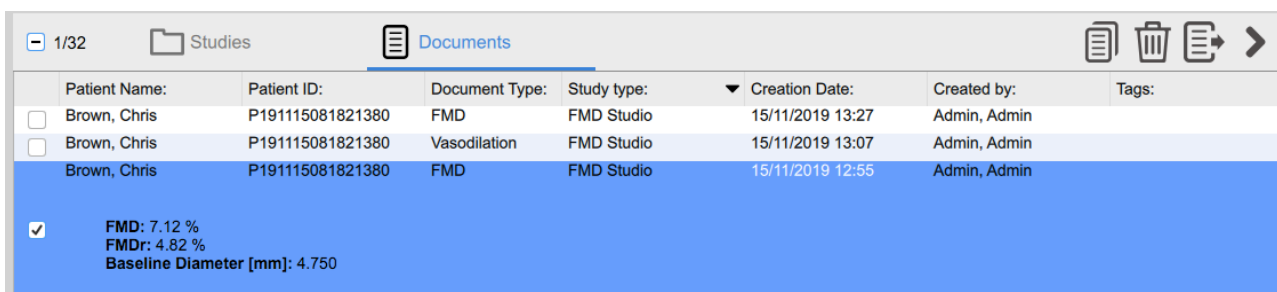 1/32 Studies Documents
Patient Name: Patient ID: Document Type: Study type: Creation Date: Created by: Tags:
Brown, Chris P191115081821380 FMD FMD Studio 15/11/2019 13:27 Admin, Admin
Brown, Chris P191115081821380 Vasodilation FMD Studio 15/11/2019 13:07 Admin, Admin
Brown, Chris P191115081821380 FMD FMD Studio 15/11/2019 12:55 Admin, Admin
FMD: 7.12 %
FMDr: 4.82 %
Baseline Diameter [mm]: 4.750